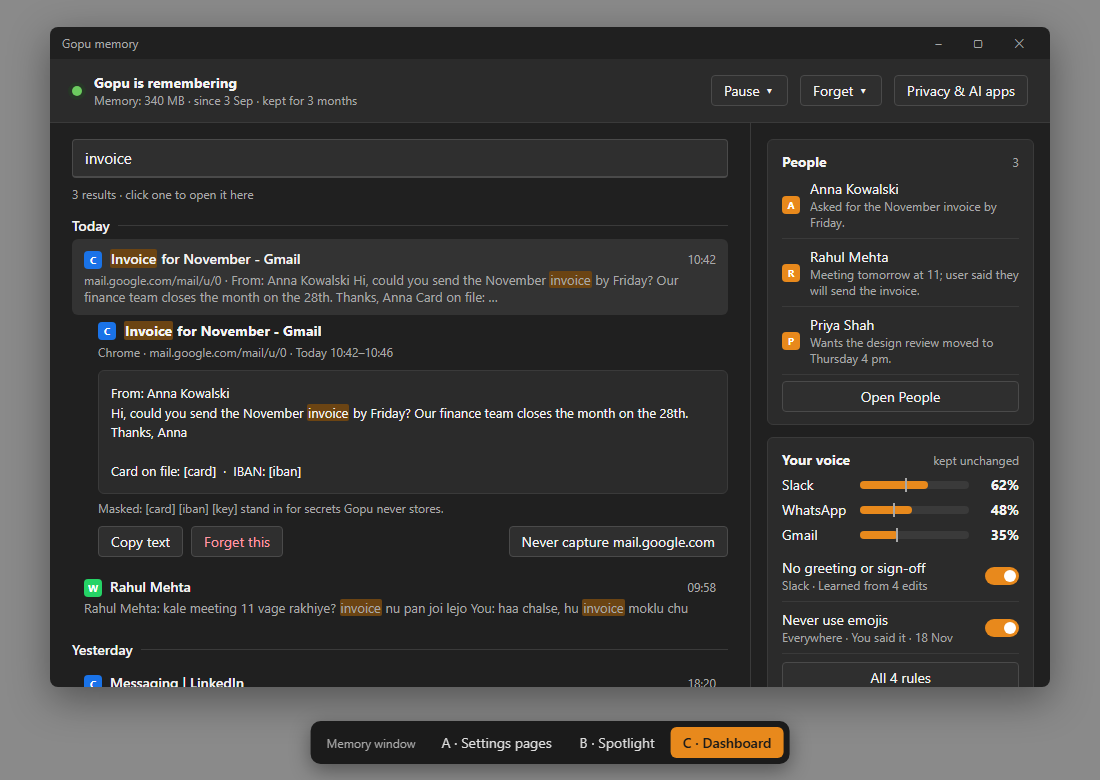 Gopu memory
Gopu is remembering
Memory: 340 MB · since 3 Sep · kept for 3 months
Pause ▾
Forget ▾
Privacy & AI apps
invoice
3 results · click one to open it here
Today
C Invoice for November - Gmail 10:42
mail.google.com/mail/u/0 · From: Anna Kowalski Hi, could you send the November invoice by Friday? Our
finance team closes the month on the 28th. Thanks, Anna Card on file: ...
C Invoice for November - Gmail
Chrome · mail.google.com/mail/u/0 · Today 10:42–10:46
From: Anna Kowalski
Hi, could you send the November invoice by Friday? Our finance team closes the month on the 28th.
Thanks, Anna
Card on file: [card] · IBAN: [iban]
Masked: [card] [iban] [key] stand in for secrets Gopu never stores.
Copy text
Forget this
Never capture mail.google.com
W Rahul Mehta 09:58
Rahul Mehta: kale meeting 11 vage rakhiye? invoice nu pan joi lejo You: haa chalse, hu invoice moklu chu
Yesterday
C Messaging | LinkedIn 18:20
People 3
A Anna Kowalski
Asked for the November invoice by
Friday.
R Rahul Mehta
Meeting tomorrow at 11; user said they
will send the invoice.
P Priya Shah
Wants the design review moved to
Thursday 4 pm.
Open People
Your voice kept unchanged
Slack 62%
WhatsApp 48%
Gmail 35%
No greeting or sign-off
Slack · Learned from 4 edits
Never use emojis
Everywhere · You said it · 18 Nov
All 4 rules
Memory window
A · Settings pages
B · Spotlight
C · Dashboard